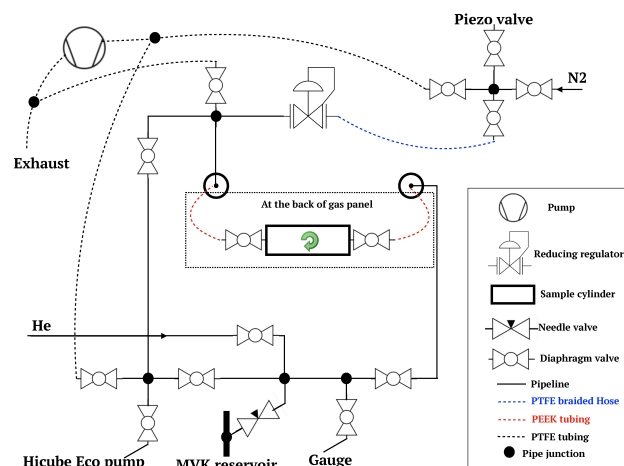 Piezo valve
N2
Exhaust
At the back of gas panel
Pump
Reducing regulator
Sample cylinder
He
Needle valve
Diaphragm valve
Pipeline
PTFE braided Hose
PEEK tubing
PTFE tubing
Pipe junction
Hicube Eco pump
MVK reservoir
Gauge